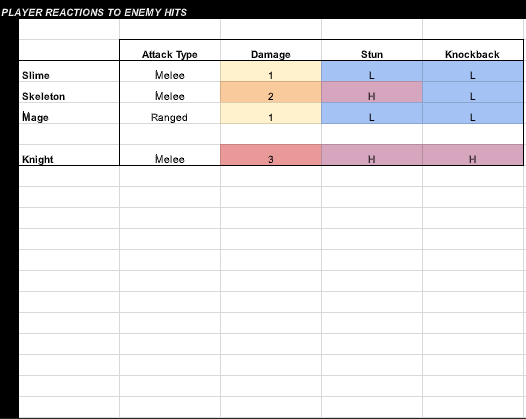 PLAYER REACTIONS TO ENEMY HITS
Attack Type Damage Stun Knockback
Slime Melee 1 L L
Skeleton Melee 2 H L
Mage Ranged 1 L L
Knight Melee 3 H H